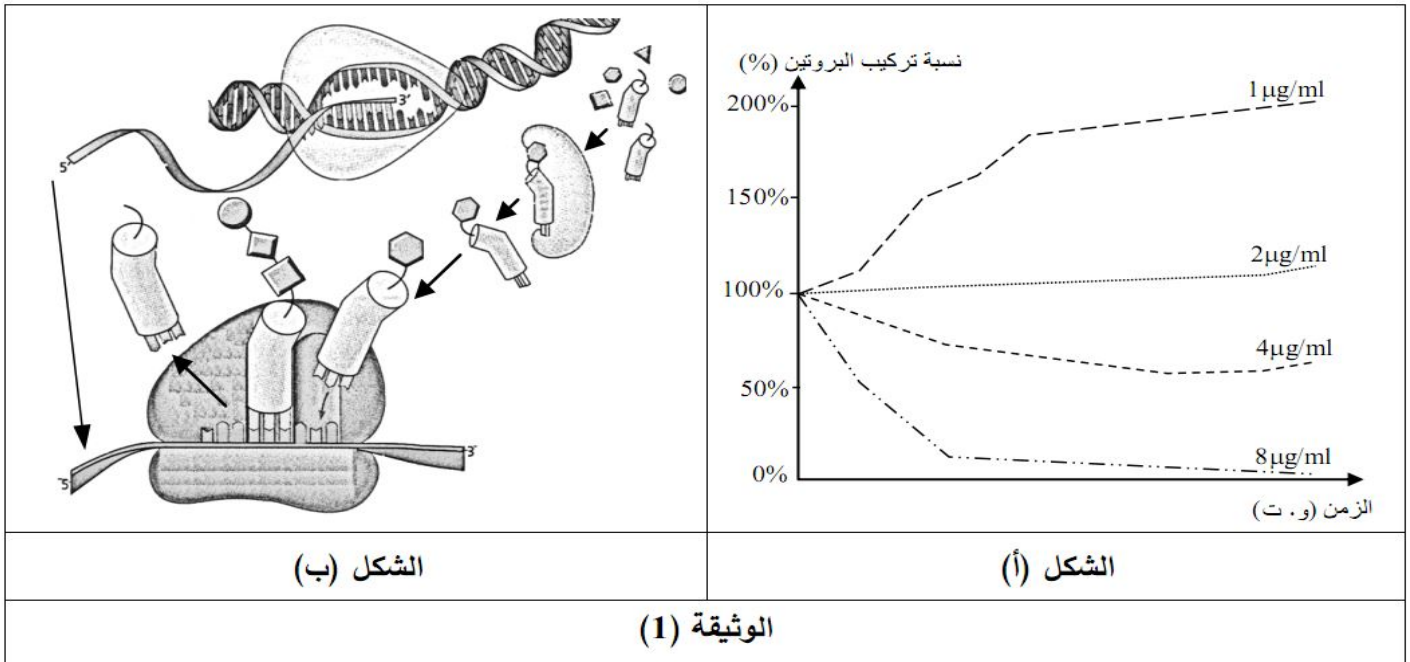 نسبة تركيب البروتين (%)
200%
150%
100%
50%
0%
1µg/ml
2µg/ml
4µg/ml
8µg/ml
الزمن (و. ت)
الشكل (أ)
3′
5′
5′
3′
الشكل (ب)
الوثيقة (1)